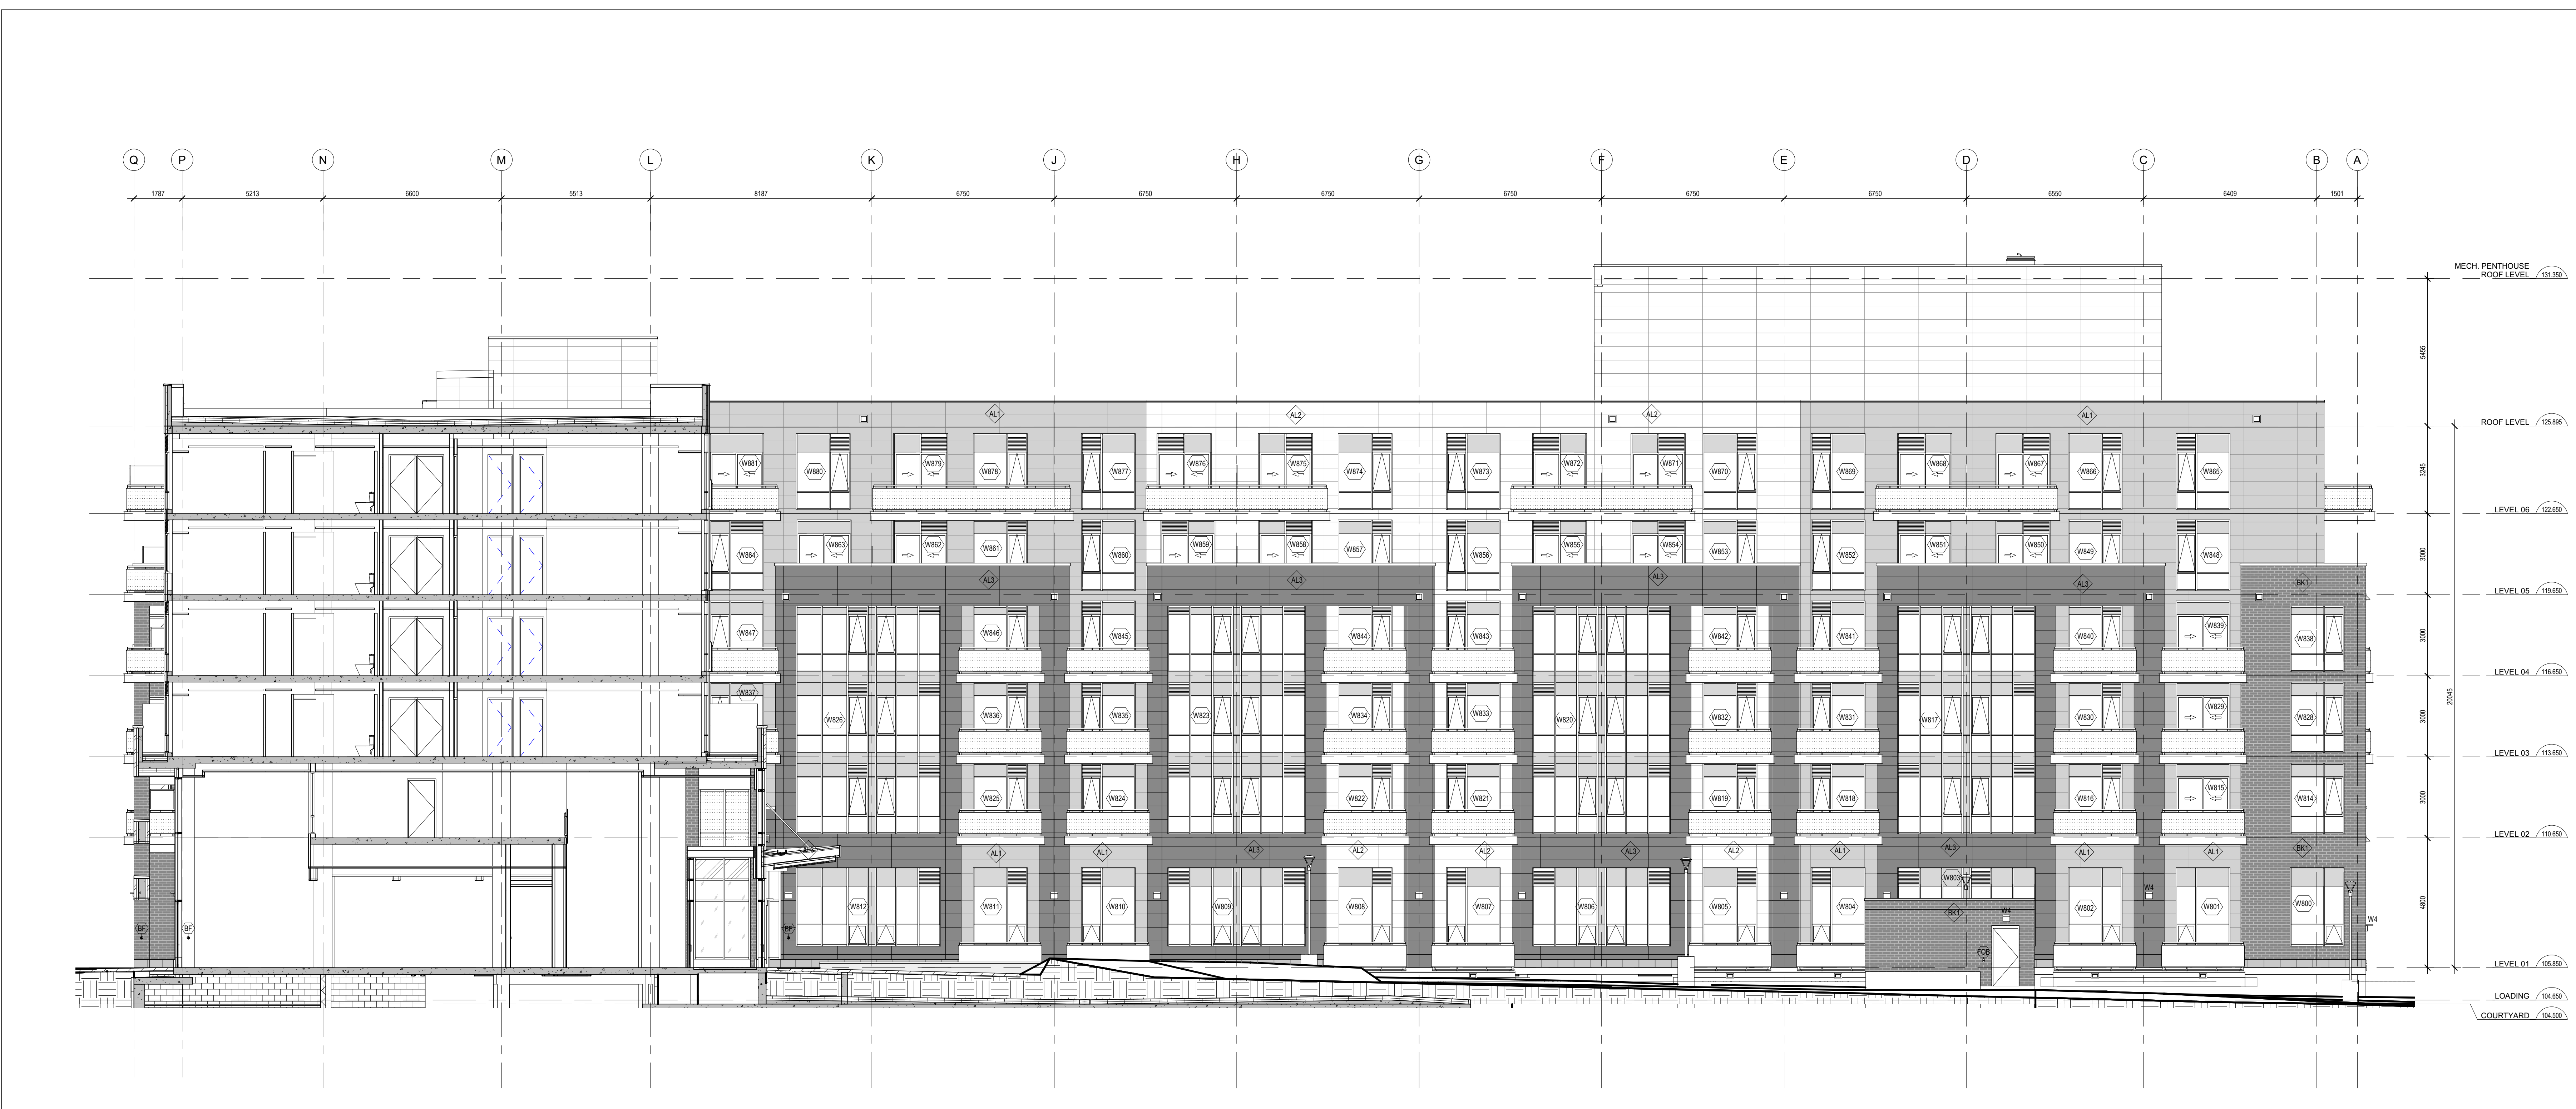 Q P N M L K J H G F E D C B A
1787 5213 6600 5513 8187 6750 6750 6750 6750 6750 6750 6550 6409 1501
MECH. PENTHOUSE
ROOF LEVEL 131.350
5455
AL1 AL2 AL2 AL1
ROOF LEVEL 125.895
W881 W880 W879 W878 W877 W876 W875 W874 W873 W872 W871 W870 W869 W868 W867 W866 W865
3245
LEVEL 06 122.650
W864 W863 W862 W861 W860 W859 W858 W857 W856 W855 W854 W853 W852 W851 W850 W849 W848
3000
AL3 AL3 AL3 AL3 BK1
LEVEL 05 119.650
W847 W846 W845 W844 W843 W842 W841 W840 W839 W838
3000
LEVEL 04 116.650
W837
20045
W826 W836 W835 W823 W834 W833 W820 W832 W831 W817 W830 W829 W828
3000
LEVEL 03 113.650
W825 W824 W822 W821 W819 W818 W816 W815 W814
3000
LEVEL 02 110.650
AL3 AL1 AL1 AL3 AL2 AL2 AL3 AL2 AL1 AL3 AL1 AL1 BK1
W803
W4
W812 W811 W810 W809 W808 W807 W806 W805 W804 W802 W801 W800
4800
BK1 W4 W4
BF BF BF
FOB
LEVEL 01 105.850
LOADING 104.650
COURTYARD 104.500